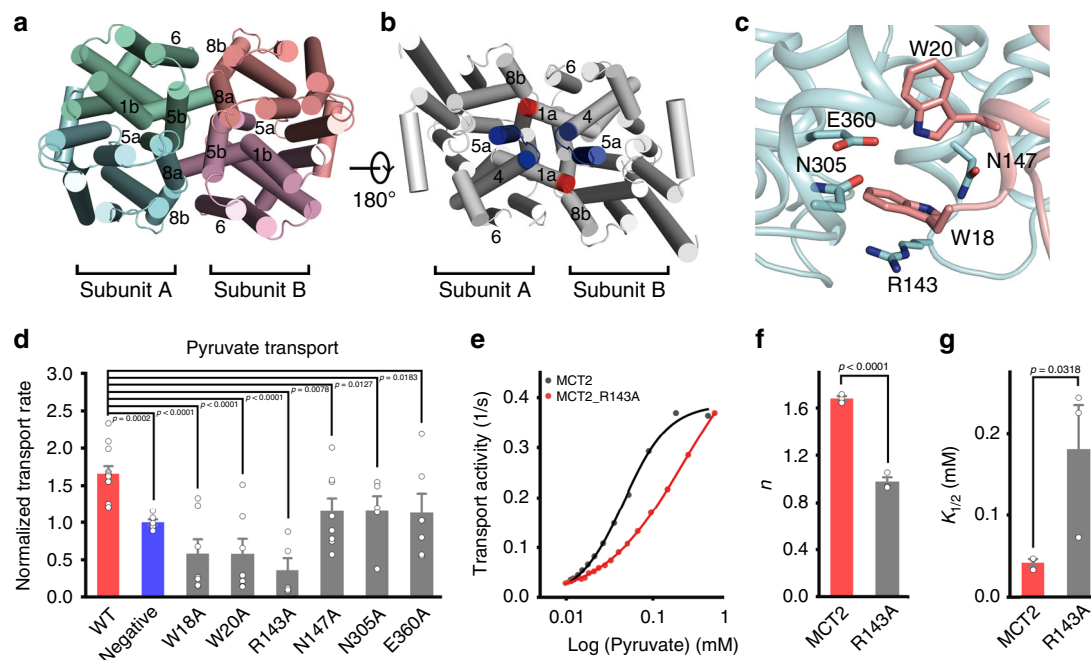 a
6
8b
1b
5b
8a
5a
5a
5b
1b
8a
8b
6
Subunit A
Subunit B
180°
b
6
8b
1a
4
5a
5a
4
1a
8b
6
Subunit A
Subunit B
c
W20
E360
N305
N147
W18
R143
d
Pyruvate transport
Normalized transport rate
3.0
2.5
2.0
1.5
1.0
0.5
0.0
p = 0.0183
p = 0.0127
p = 0.0078
p < 0.0001
p < 0.0001
p < 0.0001
p = 0.0002
WT
Negative
W18A
W20A
R143A
N147A
N305A
E360A
e
MCT2
MCT2_R143A
Transport activity (1/s)
0.4
0.3
0.2
0.1
0.0
0.01
0.1
1
Log (Pyruvate) (mM)
f
p < 0.0001
n
1.6
1.2
0.8
0.4
0.0
MCT2
R143A
g
p = 0.0318
K1/2 (mM)
0.2
0.1
0.0
MCT2
R143A